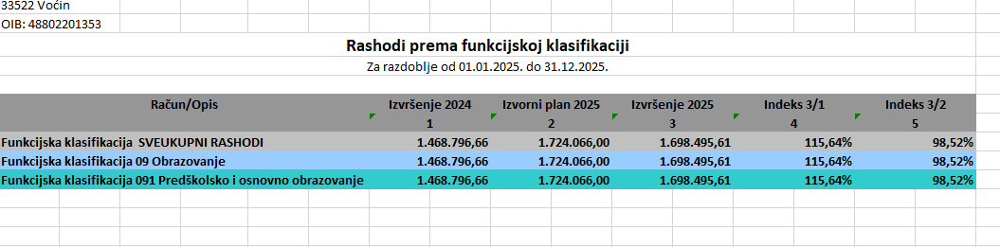 33522 Voćin
OIB: 48802201353
Rashodi prema funkcijskoj klasifikaciji
Za razdoblje od 01.01.2025. do 31.12.2025.
Račun/Opis Izvršenje 2024 Izvorni plan 2025 Izvršenje 2025 Indeks 3/1 Indeks 3/2
1 2 3 4 5
Funkcijska klasifikacija  SVEUKUPNI RASHODI 1.468.796,66 1.724.066,00 1.698.495,61 115,64% 98,52%
Funkcijska klasifikacija 09 Obrazovanje 1.468.796,66 1.724.066,00 1.698.495,61 115,64% 98,52%
Funkcijska klasifikacija 091 Predškolsko i osnovno obrazovanje 1.468.796,66 1.724.066,00 1.698.495,61 115,64% 98,52%